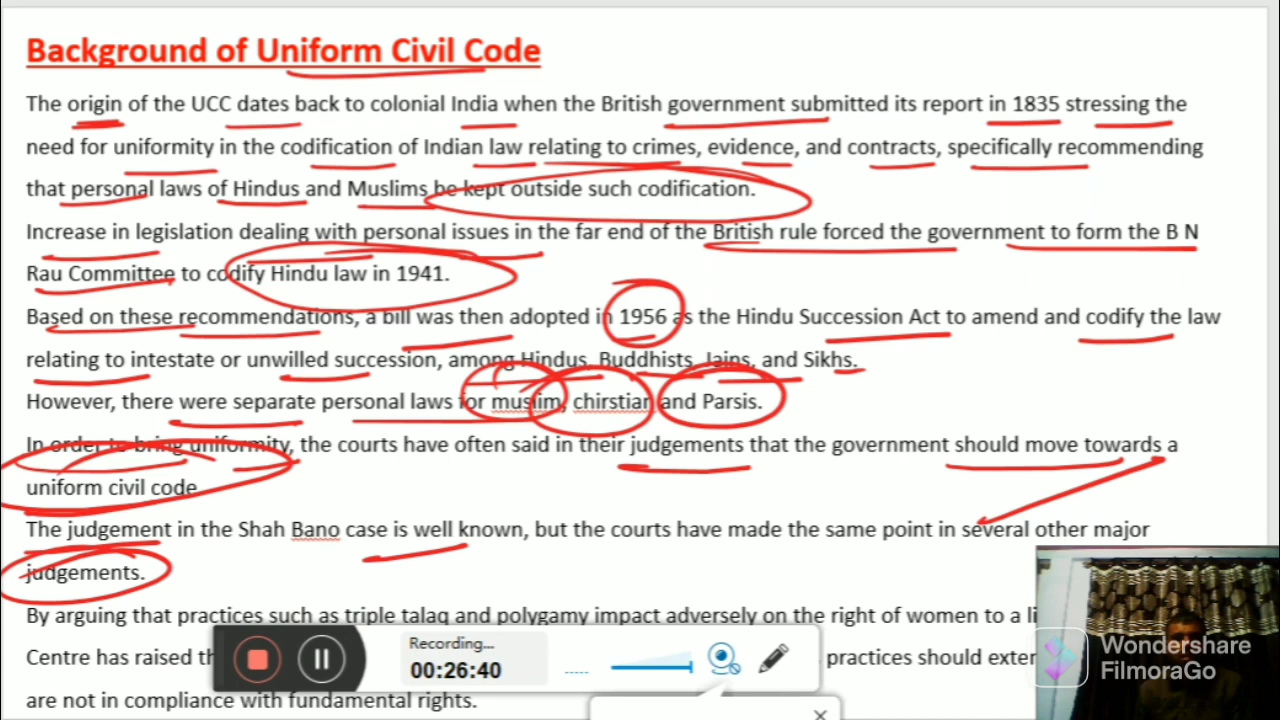 Background of Uniform Civil Code
The origin of the UCC dates back to colonial India when the British government submitted its report in 1835 stressing the
need for uniformity in the codification of Indian law relating to crimes, evidence, and contracts, specifically recommending
that personal laws of Hindus and Muslims be kept outside such codification.
Increase in legislation dealing with personal issues in the far end of the British rule forced the government to form the B N
Rau Committee to codify Hindu law in 1941.
Based on these recommendations, a bill was then adopted in 1956 as the Hindu Succession Act to amend and codify the law
relating to intestate or unwilled succession, among Hindus, Buddhists, Jains, and Sikhs.
However, there were separate personal laws for muslim, chirstian and Parsis.
In order to bring uniformity, the courts have often said in their judgements that the government should move towards a
uniform civil code
The judgement in the Shah Bano case is well known, but the courts have made the same point in several other major
judgements.
By arguing that practices such as triple talaq and polygamy impact adversely on the right of women to a
Centre has raised practices should
are not in compliance with fundamental rights.
Recording...
00:26:40
Wondershare
FilmoraGo